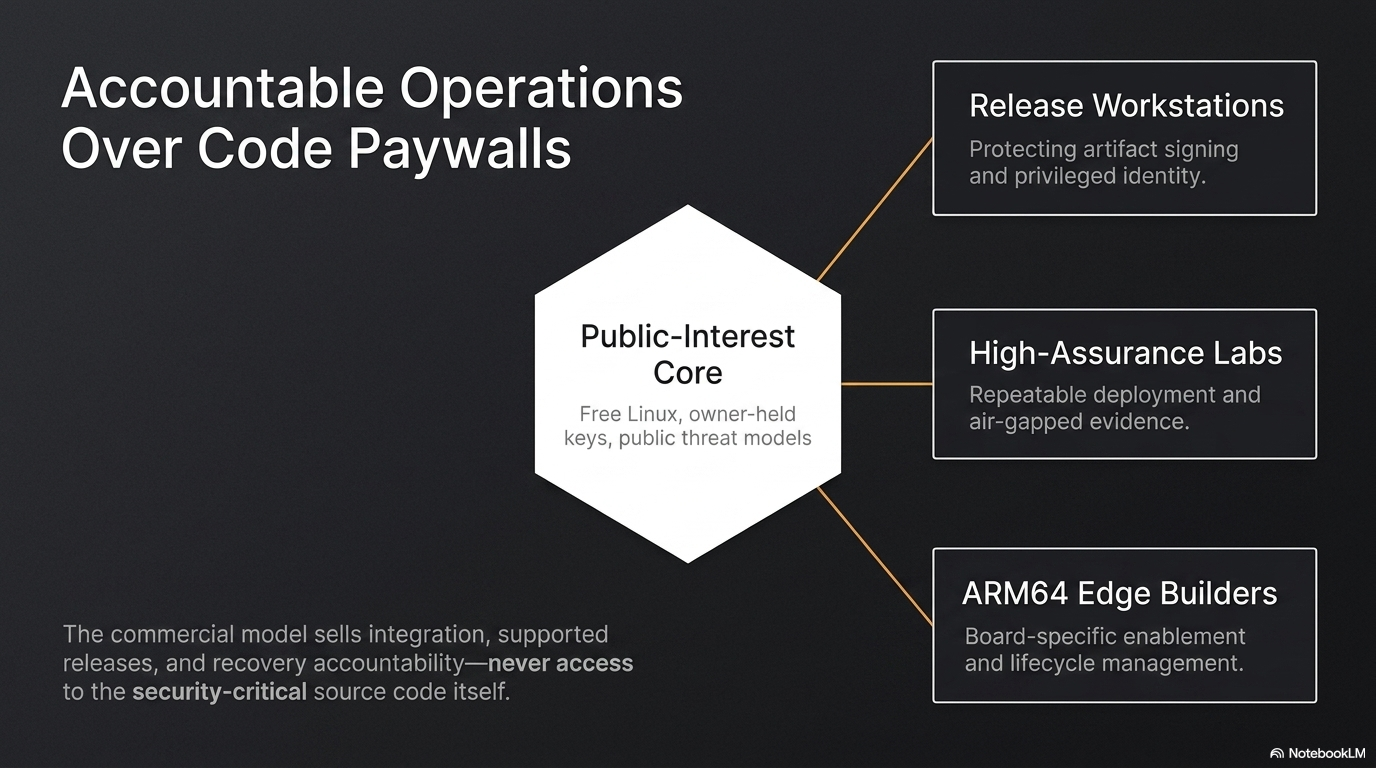 Accountable Operations
Over Code Paywalls
Public-Interest
Core
Free Linux, owner-held
keys, public threat models
Release Workstations
Protecting artifact signing
and privileged identity.
High-Assurance Labs
Repeatable deployment and
air-gapped evidence.
ARM64 Edge Builders
Board-specific enablement
and lifecycle management.
The commercial model sells integration, supported
releases, and recovery accountability—never access
to the security-critical source code itself.
NotebookLM